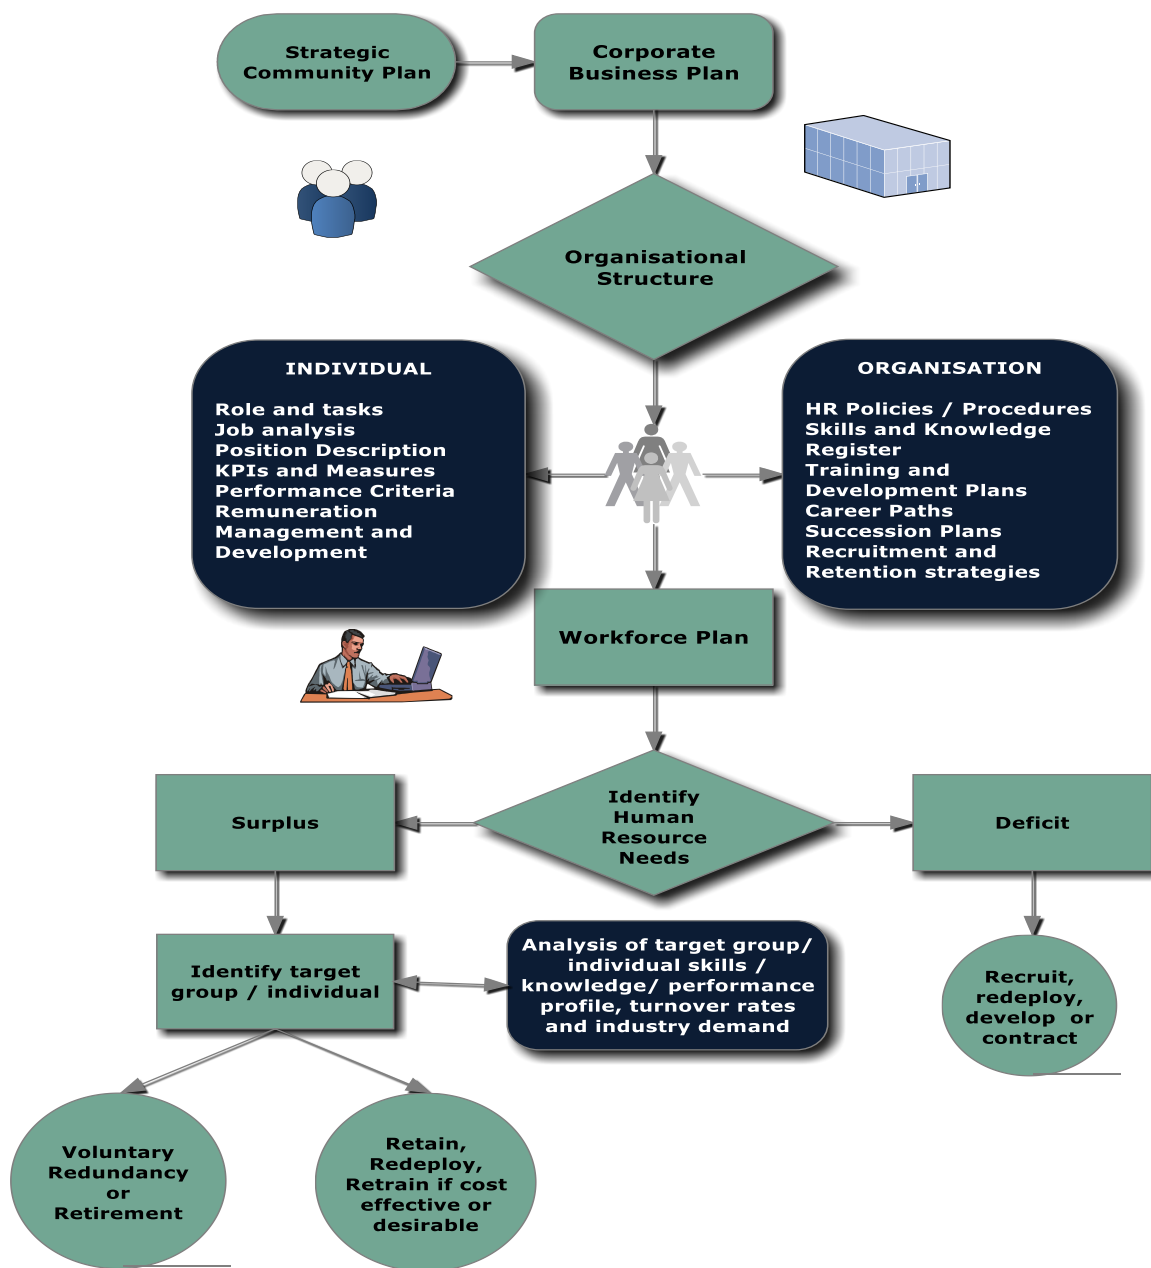 Strategic
Community Plan
Corporate
Business Plan
Organisational
Structure
INDIVIDUAL
Role and tasks
Job analysis
Position Description
KPIs and Measures
Performance Criteria
Remuneration
Management and
Development
ORGANISATION
HR Policies / Procedures
Skills and Knowledge
Register
Training and
Development Plans
Career Paths
Succession Plans
Recruitment and
Retention strategies
Workforce Plan
Identify
Human
Resource
Needs
Surplus
Deficit
Identify target
group / individual
Analysis of target group/
individual skills /
knowledge/ performance
profile, turnover rates
and industry demand
Recruit,
redeploy,
develop  or
contract
Voluntary
Redundancy
or
Retirement
Retain,
Redeploy,
Retrain if cost
effective or
desirable